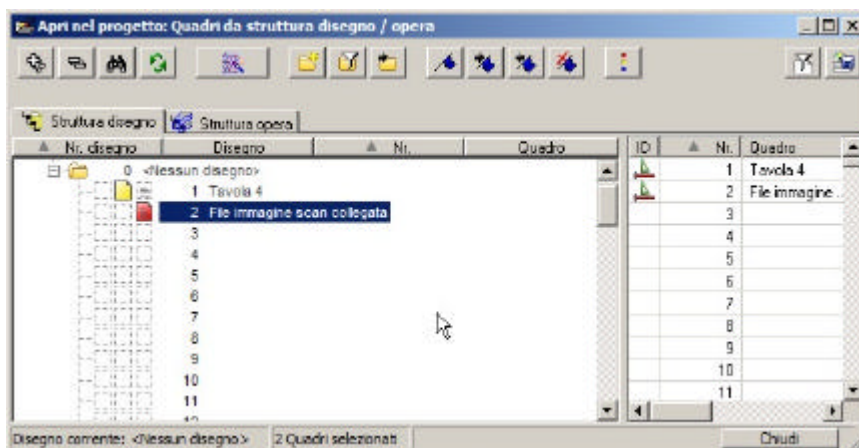 Apri nel progetto: Quadri da struttura disegno / opera
Struttura disegno Struttura opera
Nr. disegno Disegno Nr. Quadro ID Nr. Quadro
0 <Nessun disegno>
1 Tavola 4
2 File immagine scan collegata
3
4
5
6
7
8
9
10
11
12
1 Tavola 4
2 File immagine ..
3
4
5
6
7
8
9
10
11
Disegno corrente: <Nessun disegno> 2 Quadri selezionati Chiudi